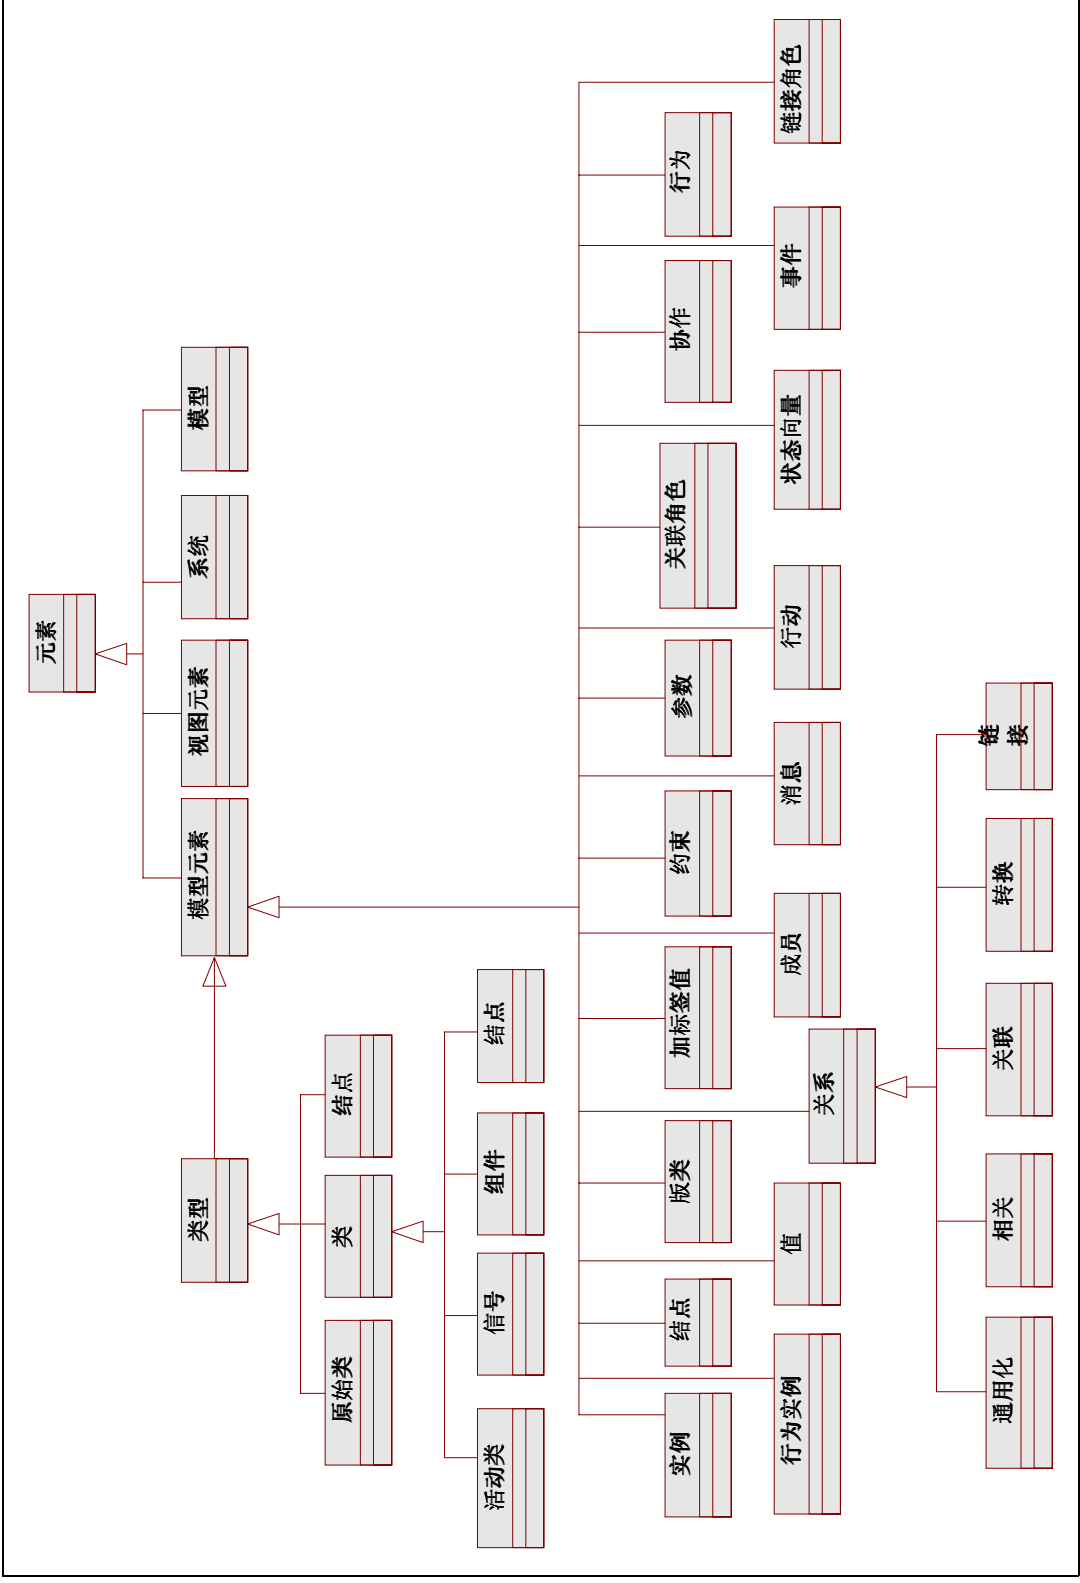 元素
模型元素
视图元素
系统
模型
类型
原始类
类
结点
活动类
信号
组件
结点
实例
结点
版类
加标签值
约束
参数
关联角色
协作
行为
行为实例
值
关系
成员
消息
行动
状态向量
事件
链接角色
通用化
相关
关联
转换
链
接